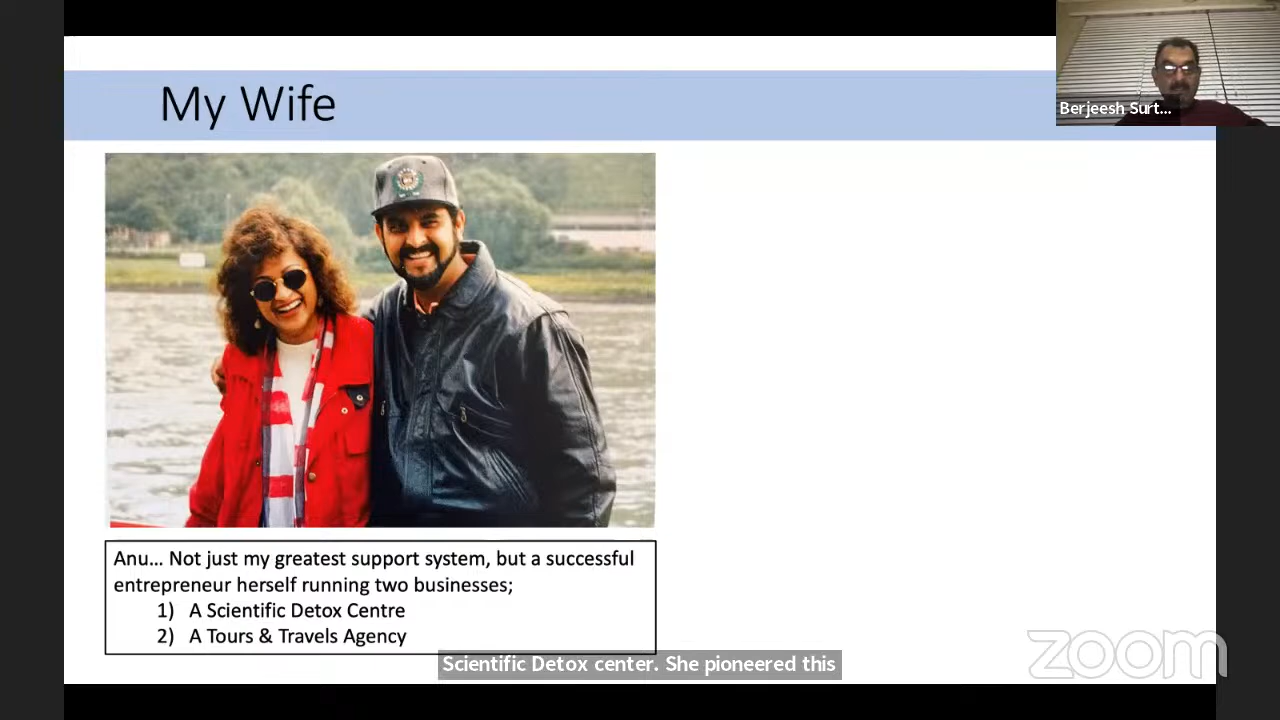 My Wife
Berjeesh Surt...
Anu... Not just my greatest support system, but a successful
entrepreneur herself running two businesses;
1) A Scientific Detox Centre
2) A Tours & Travels Agency
Scientific Detox center. She pioneered this
zoom